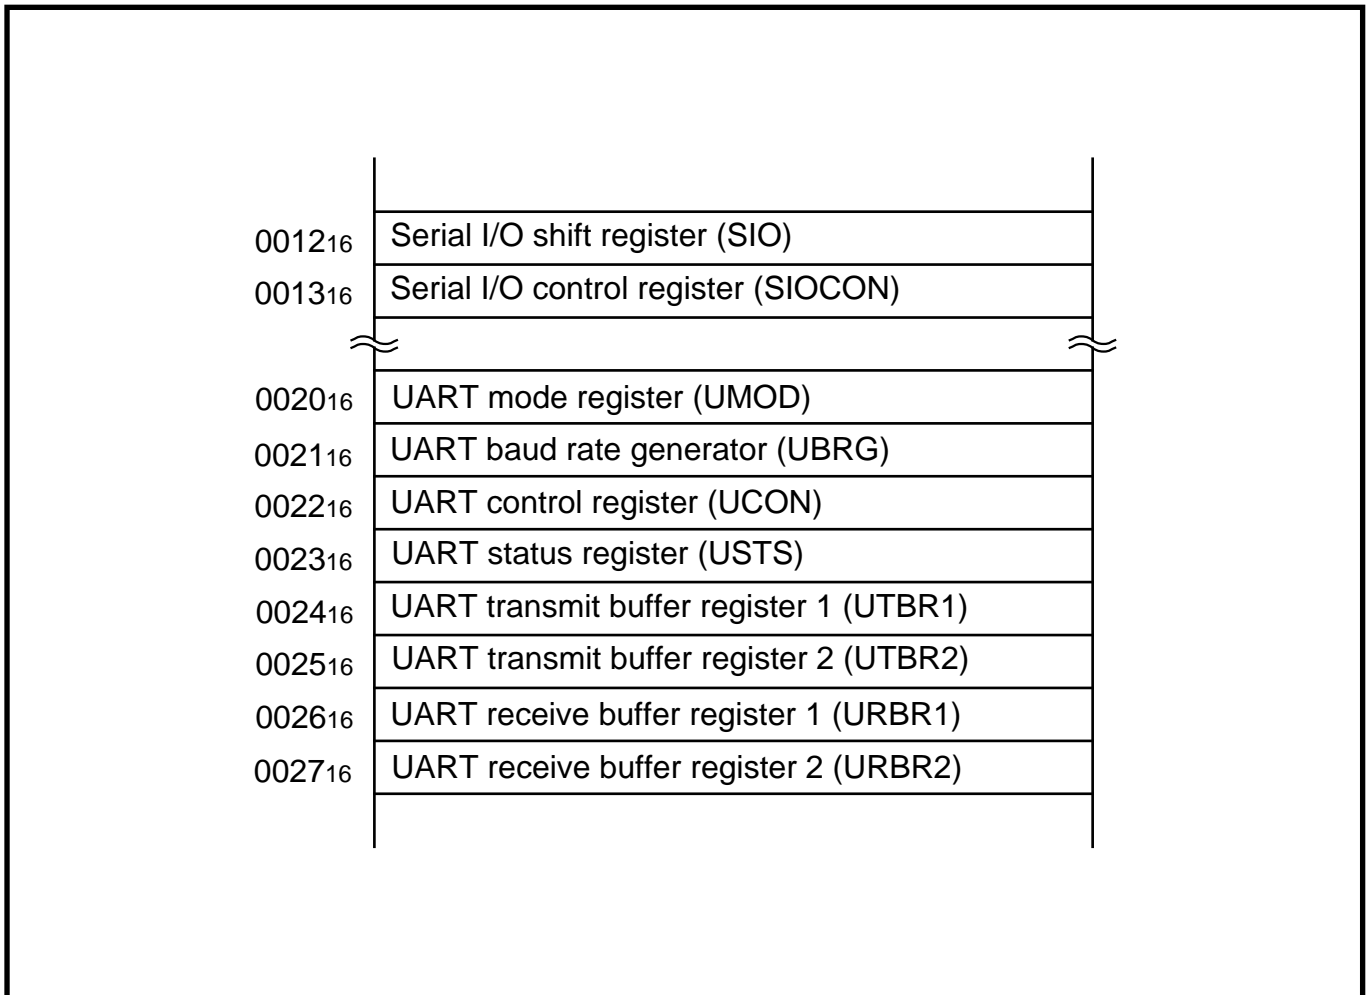 0012₁₆ Serial I/O shift register (SIO)
0013₁₆ Serial I/O control register (SIOCON)
0020₁₆ UART mode register (UMOD)
0021₁₆ UART baud rate generator (UBRG)
0022₁₆ UART control register (UCON)
0023₁₆ UART status register (USTS)
0024₁₆ UART transmit buffer register 1 (UTBR1)
0025₁₆ UART transmit buffer register 2 (UTBR2)
0026₁₆ UART receive buffer register 1 (URBR1)
0027₁₆ UART receive buffer register 2 (URBR2)